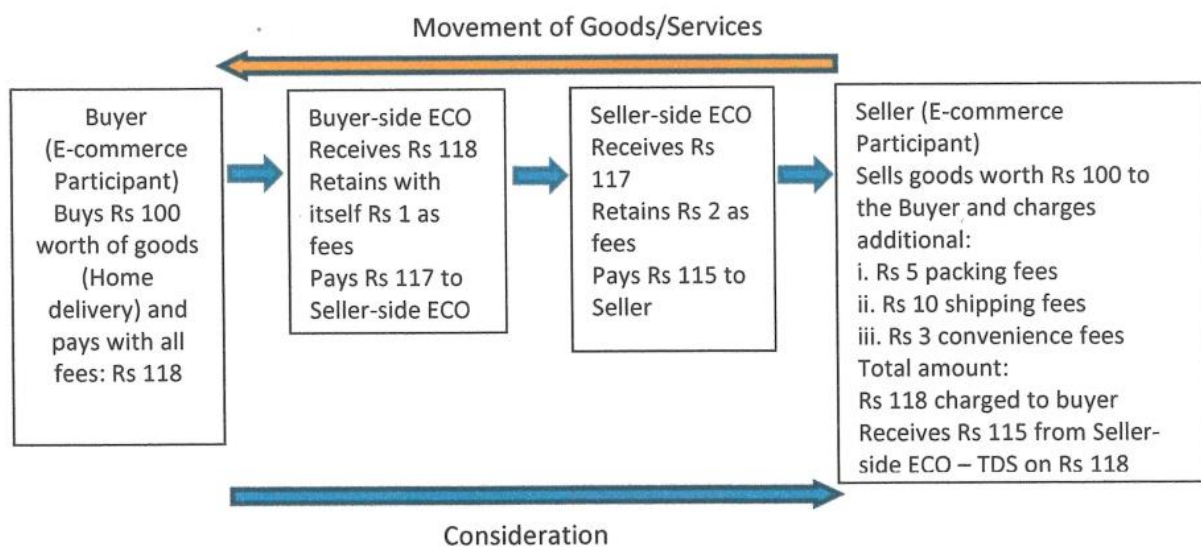 Movement of Goods/Services
Buyer
(E-commerce
Participant)
Buys Rs 100
worth of goods
(Home
delivery) and
pays with all
fees: Rs 118
Buyer-side ECO
Receives Rs 118
Retains with
itself Rs 1 as
fees
Pays Rs 117 to
Seller-side ECO
Seller-side ECO
Receives Rs
117
Retains Rs 2 as
fees
Pays Rs 115 to
Seller
Seller (E-commerce
Participant)
Sells goods worth Rs 100 to
the Buyer and charges
additional:
i. Rs 5 packing fees
ii. Rs 10 shipping fees
iii. Rs 3 convenience fees
Total amount:
Rs 118 charged to buyer
Receives Rs 115 from Seller-
side ECO – TDS on Rs 118
Consideration